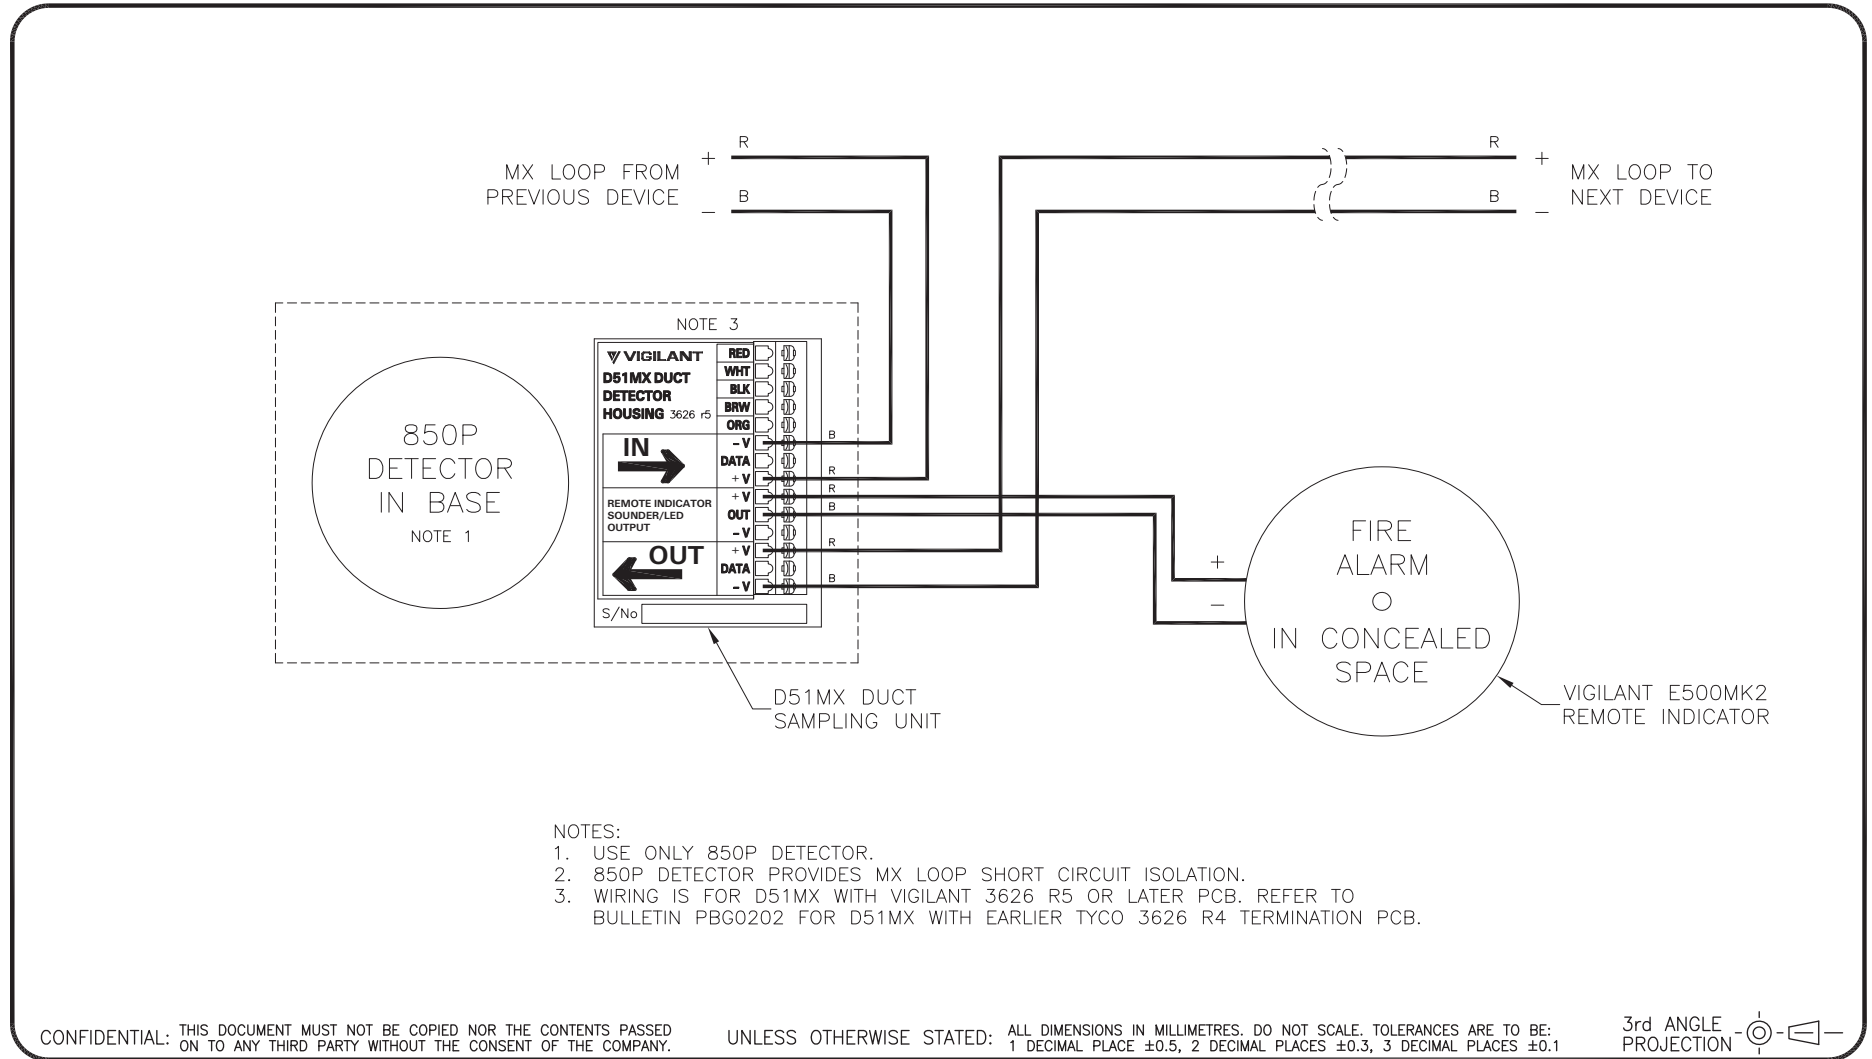 R
+
MX LOOP FROM
PREVIOUS DEVICE
B
−
R
+
MX LOOP TO
NEXT DEVICE
B
−
NOTE 3
VIGILANT
D51MX DUCT
DETECTOR
HOUSING 3626 r5
RED
WHT
BLK
BRW
ORG
IN
− V
DATA
+ V
REMOTE INDICATOR
SOUNDER/LED
OUTPUT
+ V
OUT
− V
OUT
+ V
DATA
− V
S/No
B
R
R
B
R
B
850P
DETECTOR
IN BASE
NOTE 1
+
−
FIRE
ALARM
IN CONCEALED
SPACE
D51MX DUCT
SAMPLING UNIT
VIGILANT E500MK2
REMOTE INDICATOR
NOTES:
1. USE ONLY 850P DETECTOR.
2. 850P DETECTOR PROVIDES MX LOOP SHORT CIRCUIT ISOLATION.
3. WIRING IS FOR D51MX WITH VIGILANT 3626 R5 OR LATER PCB. REFER TO
BULLETIN PBG0202 FOR D51MX WITH EARLIER TYCO 3626 R4 TERMINATION PCB.
CONFIDENTIAL: THIS DOCUMENT MUST NOT BE COPIED NOR THE CONTENTS PASSED
ON TO ANY THIRD PARTY WITHOUT THE CONSENT OF THE COMPANY.
UNLESS OTHERWISE STATED: ALL DIMENSIONS IN MILLIMETRES. DO NOT SCALE. TOLERANCES ARE TO BE:
1 DECIMAL PLACE ±0.5, 2 DECIMAL PLACES ±0.3, 3 DECIMAL PLACES ±0.1
3rd ANGLE
PROJECTION